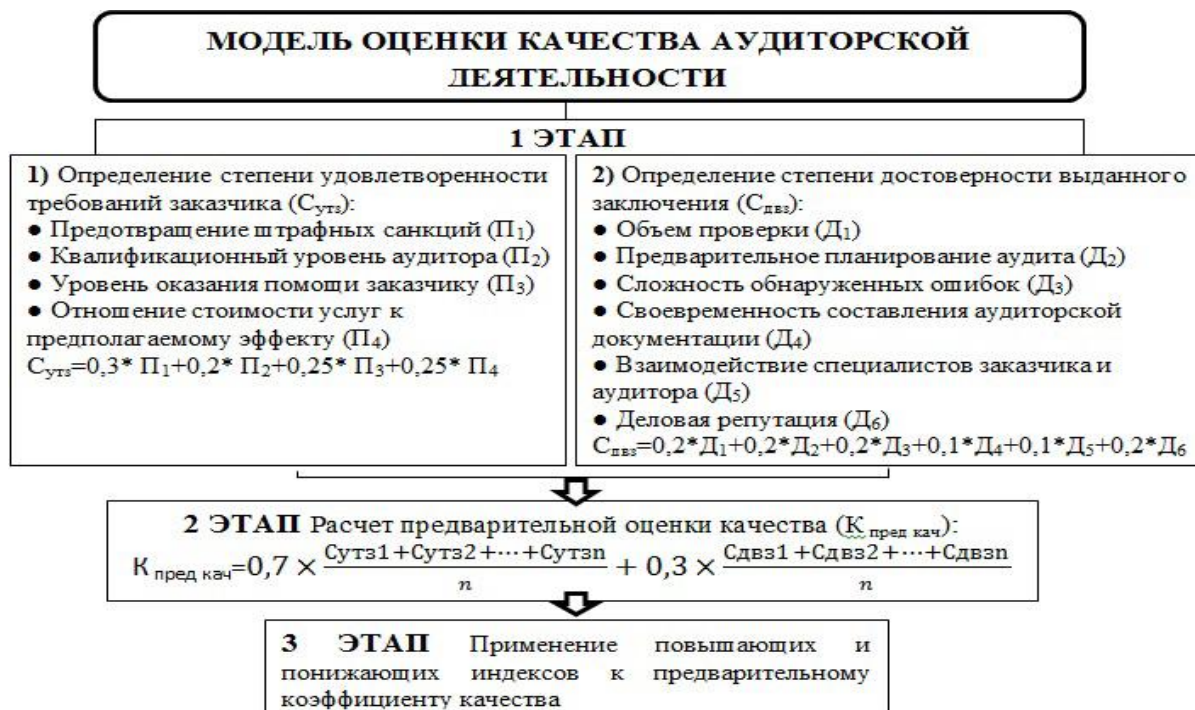 МОДЕЛЬ ОЦЕНКИ КАЧЕСТВА АУДИТОРСКОЙ
ДЕЯТЕЛЬНОСТИ
1 ЭТАП
1) Определение степени удовлетворенности
требований заказчика (Сутз):
● Предотвращение штрафных санкций (П1)
● Квалификационный уровень аудитора (П2)
● Уровень оказания помощи заказчику (П3)
● Отношение стоимости услуг к
предполагаемому эффекту (П4)
Сутз=0,3* П1+0,2* П2+0,25* П3+0,25* П4
2) Определение степени достоверности выданного
заключения (Сдвз):
● Объем проверки (Д1)
● Предварительное планирование аудита (Д2)
● Сложность обнаруженных ошибок (Д3)
● Своевременность составления аудиторской
документации (Д4)
● Взаимодействие специалистов заказчика и
аудитора (Д5)
● Деловая репутация (Д6)
Сдвз=0,2*Д1+0,2*Д2+0,2*Д3+0,1*Д4+0,1*Д5+0,2*Д6
2 ЭТАП Расчет предварительной оценки качества (К пред кач):
К пред кач=0,7 × (Сутз1+Сутз2+⋯+Сутзn)/n + 0,3 × (Сдвз1+Сдвз2+⋯+Сдвзn)/n
3 ЭТАП Применение повышающих и
понижающих индексов к предварительному
коэффициенту качества